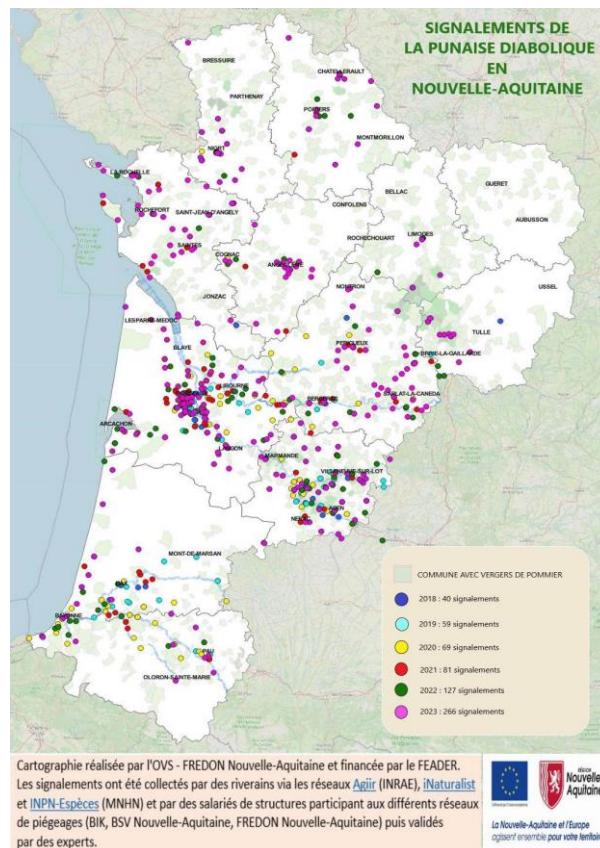 SIGNALEMENTS DE
LA PUNAISE DIABOLIQUE
EN
NOUVELLE-AQUITAINE
BRESSUIRE
CHATELLERAULT
PARTHENAY
POITIERS
MONTMORILLON
NIORT
LA ROCHELLE
BELLAC
GUERET
ROCHEFORT
SAINT-JEAN-D'ANGELY
CONFOLENS
AUBUSSON
ROCHECHOUART
LIMOGES
SAINTES
COGNAC
ANGOULEME
JONZAC
NONTRON
USSEL
LESPARRE-MEDOC
TULLE
BLAYE
PERIGUEUX
BRIVE-LA-GAILLARDE
LIBOURNE
BERGERAC
SARLAT-LA-CANEDA
ARCACHON
LANGON
MARMANDE
VILLENEUVE-SUR-LOT
AGEN
NERAC
MONT-DE-MARSAN
DAX
BAYONNE
PAU
OLORON-SAINTE-MARIE
COMMUNE AVEC VERGERS DE POMMIER
2018 : 40 signalements
2019 : 59 signalements
2020 : 69 signalements
2021 : 81 signalements
2022 : 127 signalements
2023 : 266 signalements
Cartographie réalisée par l'OVS - FREDON Nouvelle-Aquitaine et financée par le FEADER.
Les signalements ont été collectés par des riverains via les réseaux Agiir (INRAE), iNaturalist
et INPN-Espèces (MNHN) et par des salariés de structures participant aux différents réseaux
de piégeages (BIK, BSV Nouvelle-Aquitaine, FREDON Nouvelle-Aquitaine) puis validés
par des experts.
RÉGION
Nouvelle
Aquitaine
La Nouvelle-Aquitaine et l'Europe
agissent ensemble pour votre territoire